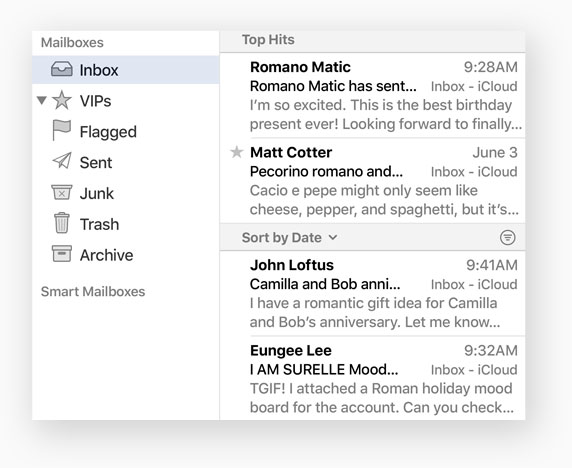 Mailboxes
Inbox
VIPs
Flagged
Sent
Junk
Trash
Archive
Smart Mailboxes
Top Hits
Romano Matic 9:28AM
Romano Matic has sent... Inbox - iCloud
I’m so excited. This is the best birthday
present ever! Looking forward to finally...
Matt Cotter June 3
Pecorino romano and... Inbox - iCloud
Cacio e pepe might only seem like
cheese, pepper, and spaghetti, but it’s...
Sort by Date
John Loftus 9:41AM
Camilla and Bob anni... Inbox - iCloud
I have a romantic gift idea for Camilla
and Bob’s anniversary. Let me know...
Eungee Lee 9:32AM
I AM SURELLE Mood... Inbox - iCloud
TGIF! I attached a Roman holiday mood
board for the account. Can you check...